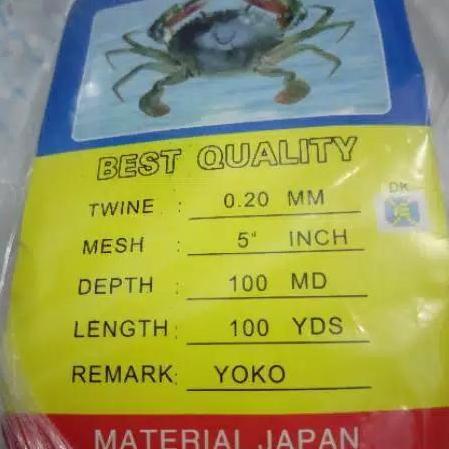 BEST QUALITY
DK
TWINE : 0.20 MM
MESH : 5" INCH
DEPTH : 100 MD
LENGTH : 100 YDS
REMARK : YOKO
MATERIAL JAPAN